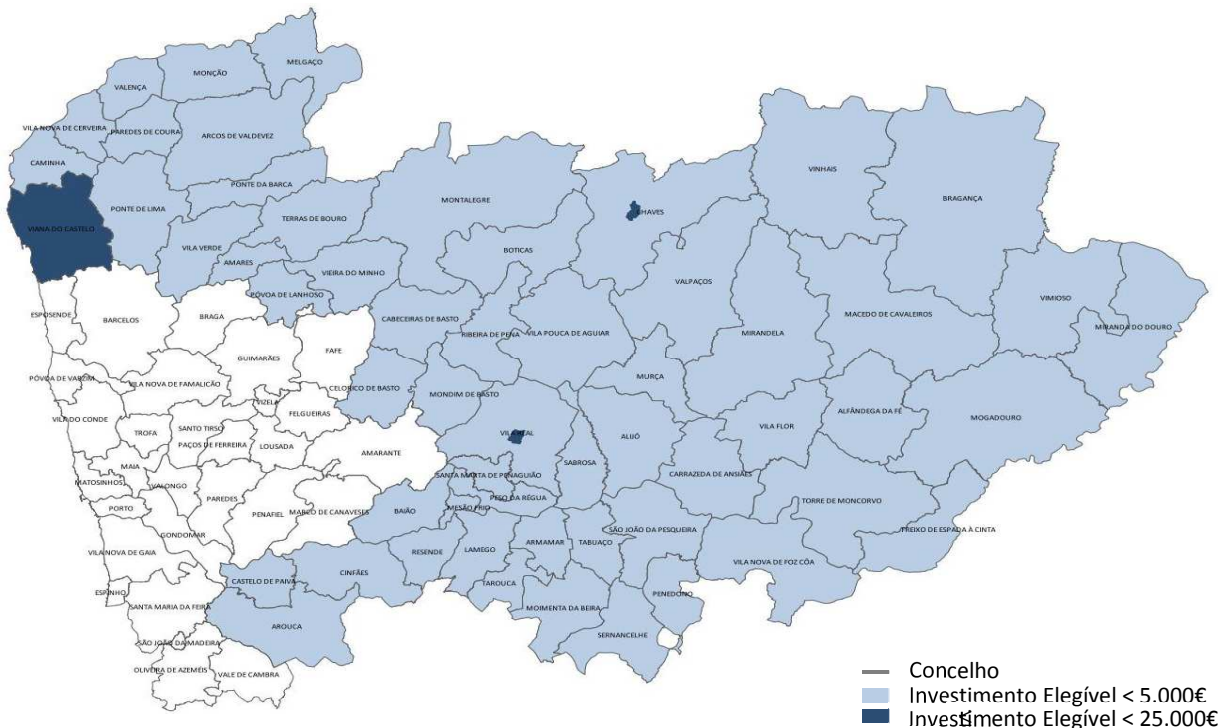 MELGAÇO
MONÇÃO
VALENÇA
VILA NOVA DE CERVEIRA
PAREDES DE COURA
ARCOS DE VALDEVEZ
CAMINHA
PONTE DA BARCA
VINHAIS
BRAGANÇA
MONTALEGRE
PONTE DE LIMA
TERRAS DE BOURO
CHAVES
VIANA DO CASTELO
VILA VERDE
BOTICAS
AMARES
VIEIRA DO MINHO
VALPAÇOS
PÓVOA DE LANHOSO
VIMIOSO
ESPOSENDE
BARCELOS
BRAGA
CABECEIRAS DE BASTO
MACEDO DE CAVALEIROS
MIRANDA DO DOURO
RIBEIRA DE PENA
VILA POUCA DE AGUIAR
MIRANDELA
GUIMARÃES
FAFE
PÓVOA DE VARZIM
VILA NOVA DE FAMALICÃO
CELORICO DE BASTO
MURÇA
MONDIM DE BASTO
VIZELA
FELGUEIRAS
ALFÂNDEGA DA FÉ
MOGADOURO
VILA DO CONDE
TROFA
SANTO TIRSO
VILA FLOR
VILA REAL
ALIJÓ
PAÇOS DE FERREIRA
LOUSADA
AMARANTE
SABROSA
MAIA
SANTA MARTA DE PENAGUIÃO
CARRAZEDA DE ANSIÃES
MATOSINHOS
VALONGO
PAREDES
PESO DA RÉGUA
TORRE DE MONCORVO
PORTO
PENAFIEL
MARCO DE CANAVESES
BAIÃO
MESÃO FRIO
GONDOMAR
SÃO JOÃO DA PESQUEIRA
FREIXO DE ESPADA À CINTA
VILA NOVA DE GAIA
RESENDE
LAMEGO
ARMAMAR
TABUAÇO
VILA NOVA DE FOZ CÔA
CASTELO DE PAIVA
CINFÃES
TAROUCA
ESPINHO
PENEDONO
SANTA MARIA DA FEIRA
MOIMENTA DA BEIRA
AROUCA
SERNANCELHE
SÃO JOÃO DA MADEIRA
OLIVEIRA DE AZEMÉIS
VALE DE CAMBRA
Concelho
Investimento Elegível < 5.000€
Investimento Elegível < 25.000€